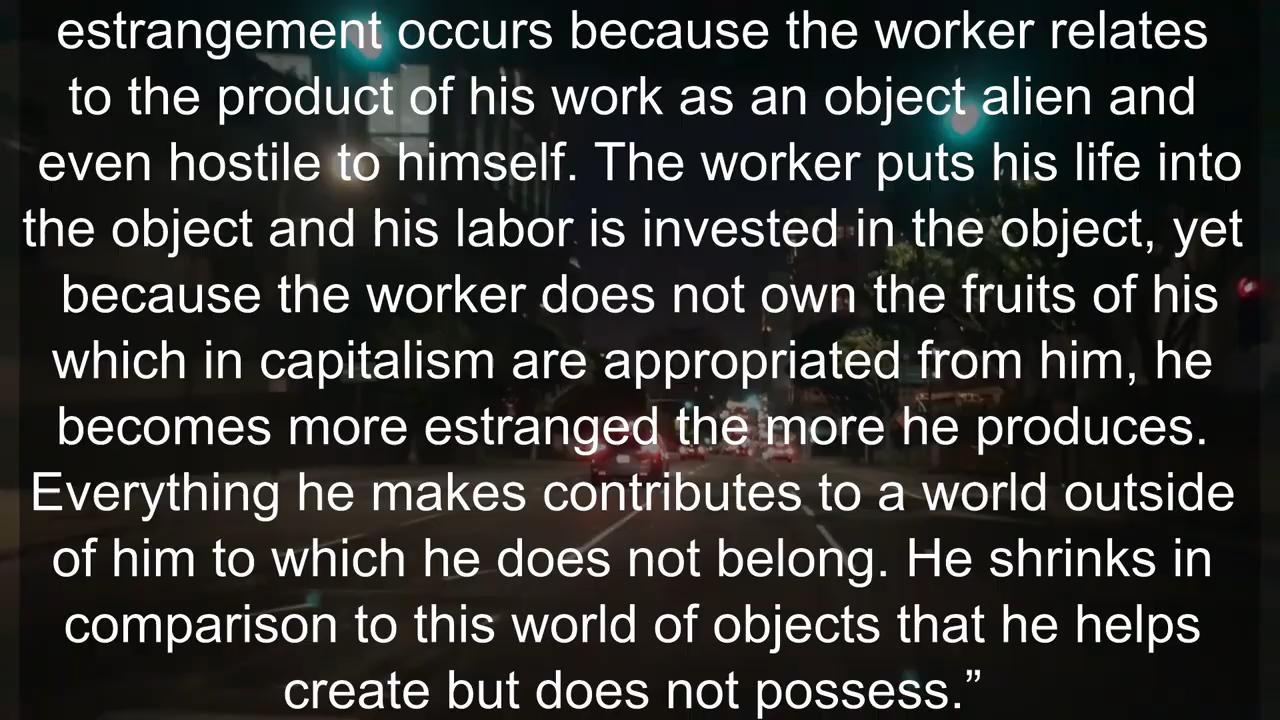 estrangement occurs because the worker relates
to the product of his work as an object alien and
even hostile to himself. The worker puts his life into
the object and his labor is invested in the object, yet
because the worker does not own the fruits of his
which in capitalism are appropriated from him, he
becomes more estranged the more he produces.
Everything he makes contributes to a world outside
of him to which he does not belong. He shrinks in
comparison to this world of objects that he helps
create but does not possess.”